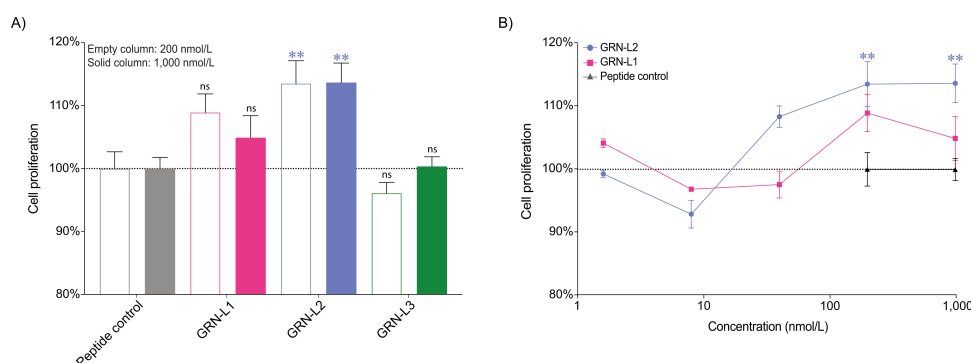 A)
Empty column: 200 nmol/L
Solid column: 1,000 nmol/L
Cell proliferation
120%
110%
100%
90%
80%
ns
ns
**
**
ns
ns
Peptide control
GRN-L1
GRN-L2
GRN-L3
B)
GRN-L2
GRN-L1
Peptide control
**
**
Cell proliferation
120%
110%
100%
90%
80%
1
10
100
1,000
Concentration (nmol/L)